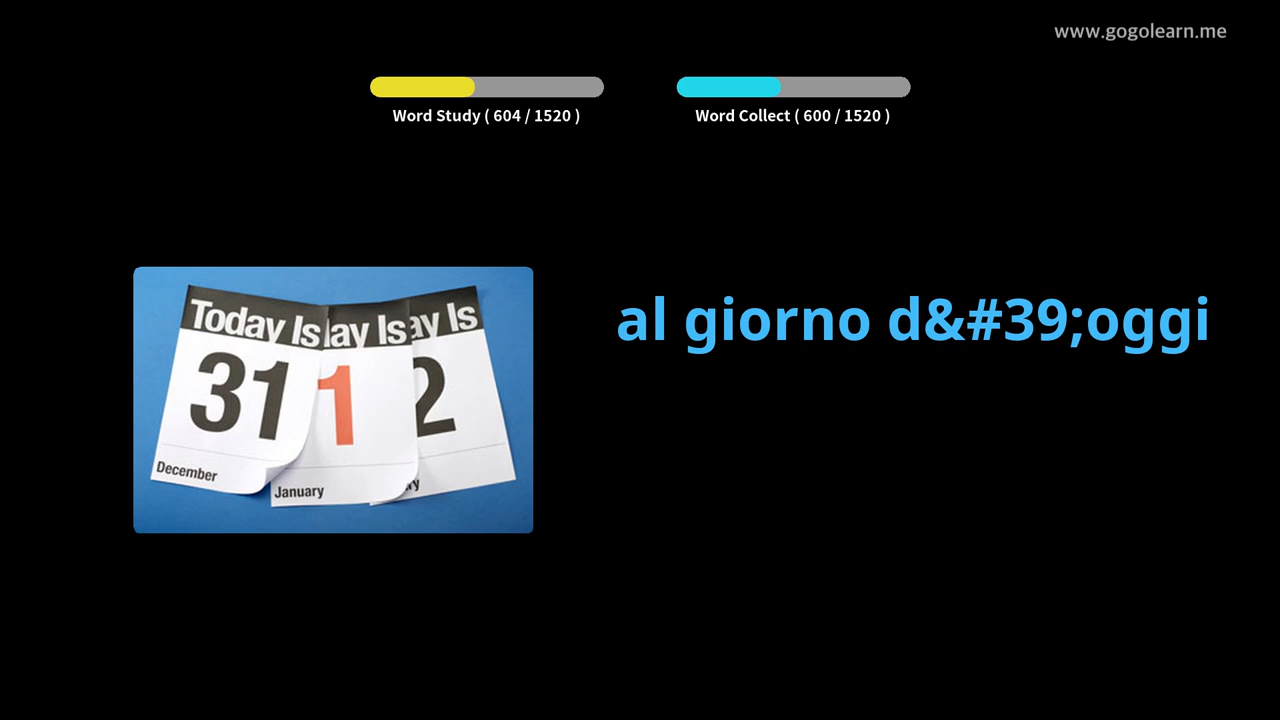 www.gogolearn.me
Word Study ( 604 / 1520 )
Word Collect ( 600 / 1520 )
al giorno d&#39;oggi
Today Is
ay Is
ay Is
31
1
2
December
January
ry